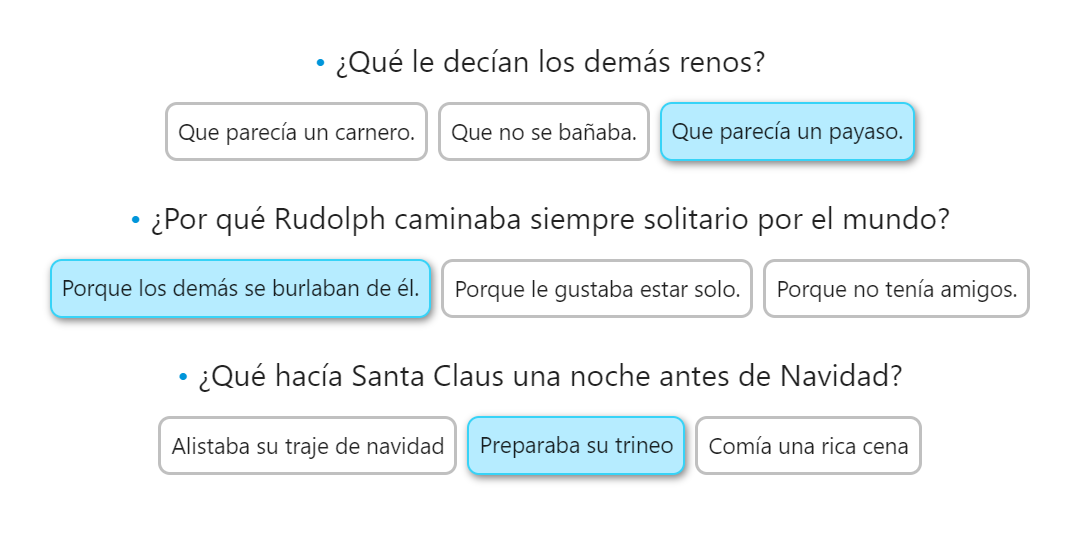 • ¿Qué le decían los demás renos?
Que parecía un carnero. Que no se bañaba. Que parecía un payaso.
• ¿Por qué Rudolph caminaba siempre solitario por el mundo?
Porque los demás se burlaban de él. Porque le gustaba estar solo. Porque no tenía amigos.
• ¿Qué hacía Santa Claus una noche antes de Navidad?
Alistaba su traje de navidad Preparaba su trineo Comía una rica cena